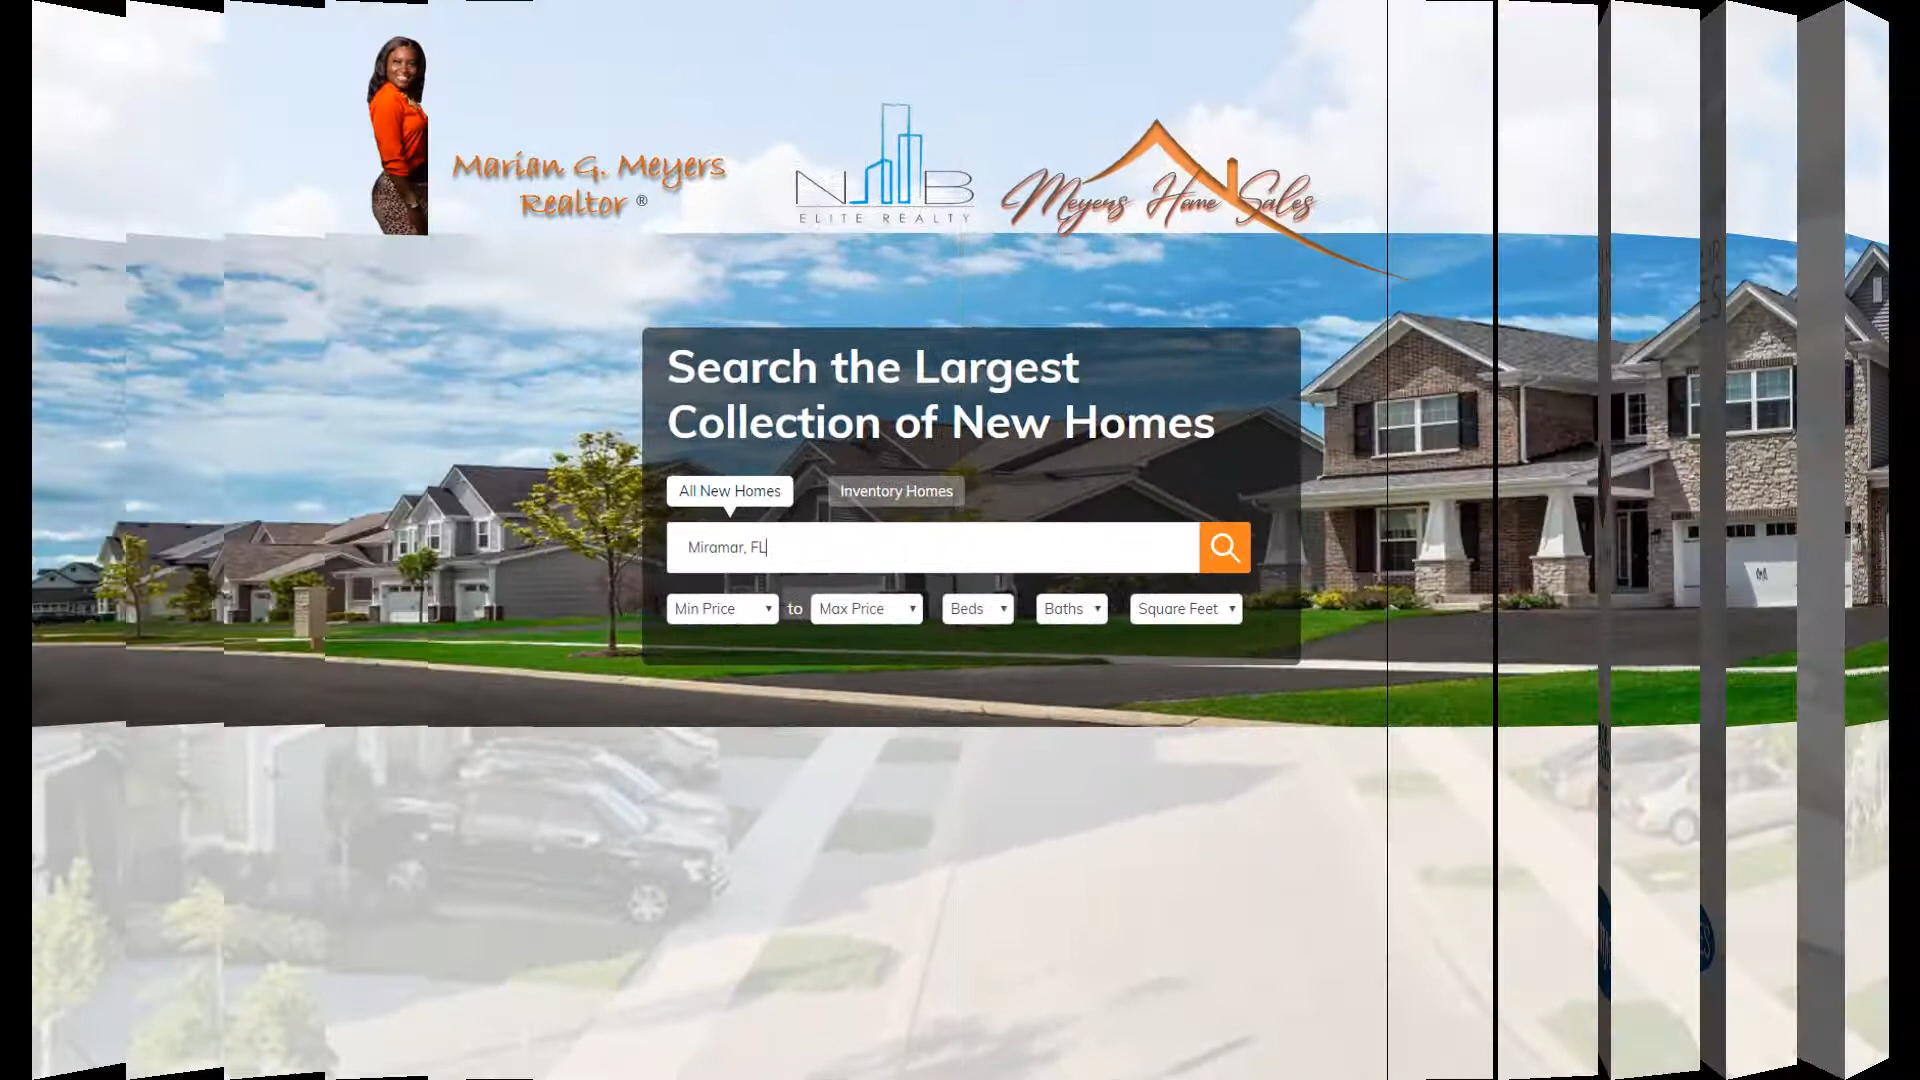 Marian G. Meyers
Realtor ®
NB
ELITE REALTY
Meyers Home Sales
Search the Largest
Collection of New Homes
All New Homes
Inventory Homes
Miramar, FL
Min Price
to
Max Price
Beds
Baths
Square Feet